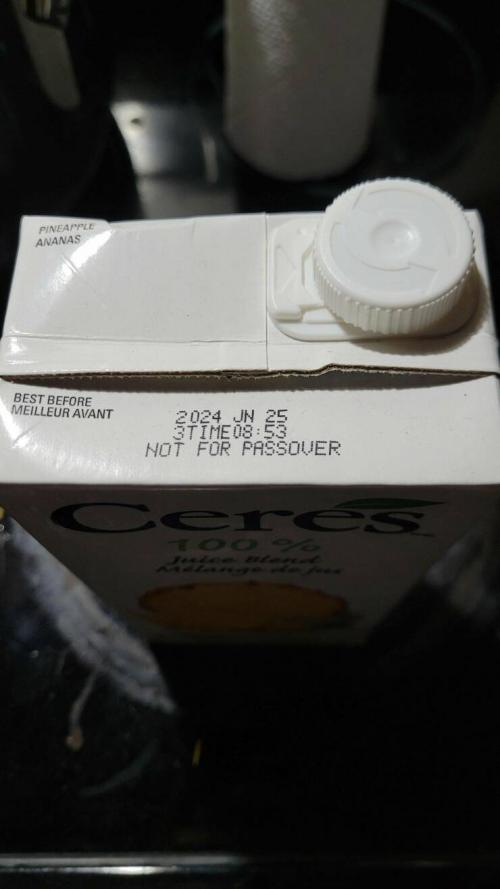 PINEAPPLE
ANANAS
BEST BEFORE
MEILLEUR AVANT
2024 JN 25
3TIME08:53
NOT FOR PASSOVER
Ceres
100%
Juice Blend
Mélange de jus